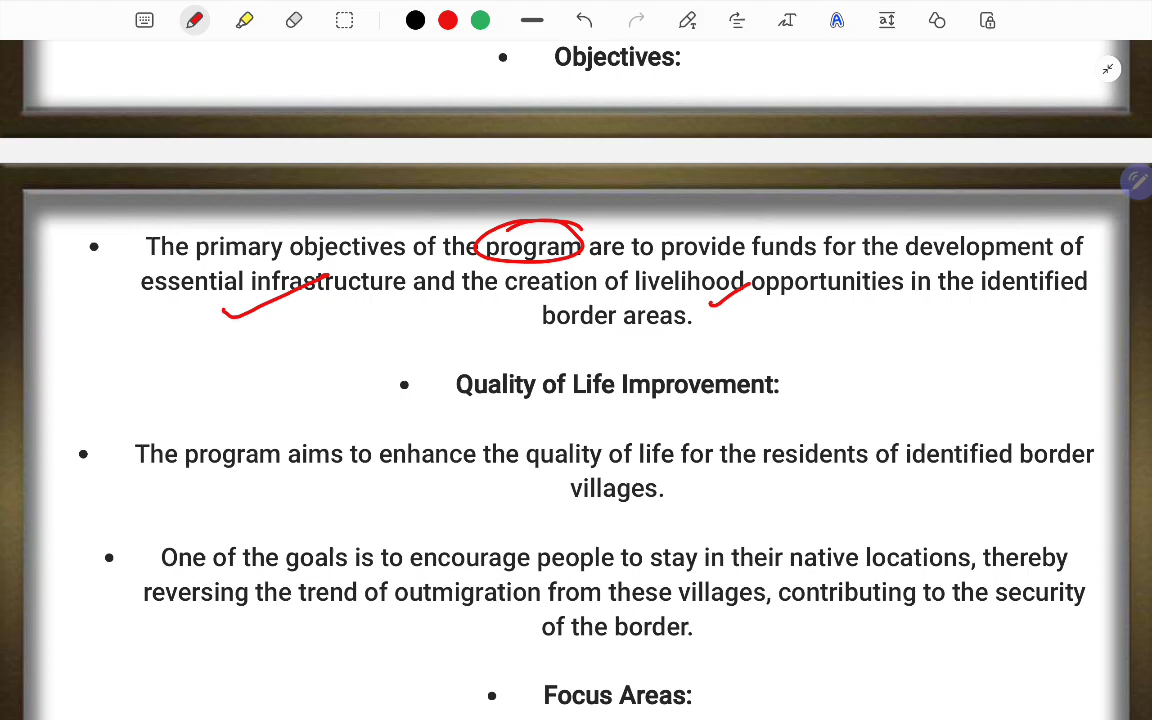 • Objectives:
• The primary objectives of the program are to provide funds for the development of
essential infrastructure and the creation of livelihood opportunities in the identified
border areas.
• Quality of Life Improvement:
• The program aims to enhance the quality of life for the residents of identified border
villages.
• One of the goals is to encourage people to stay in their native locations, thereby
reversing the trend of outmigration from these villages, contributing to the security
of the border.
• Focus Areas: